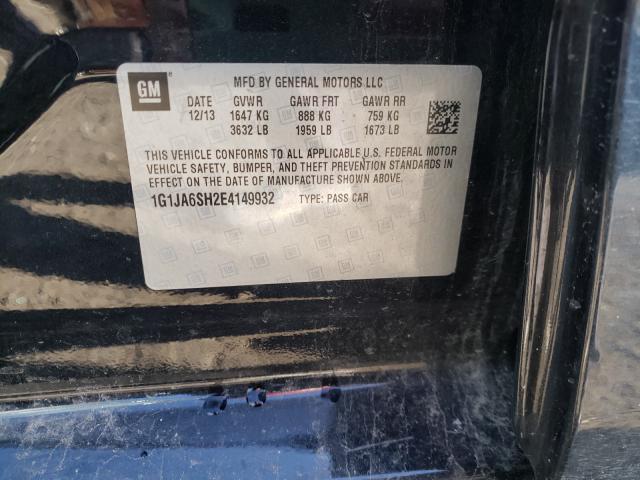 GM
MFD BY GENERAL MOTORS LLC
DATE GVWR GAWR FRT GAWR RR
12/13 1647 KG 888 KG 759 KG
3632 LB 1959 LB 1673 LB
THIS VEHICLE CONFORMS TO ALL APPLICABLE U.S. FEDERAL MOTOR
VEHICLE SAFETY, BUMPER, AND THEFT PREVENTION STANDARDS IN
EFFECT ON THE DATE OF MANUFACTURE SHOWN ABOVE.
1G1JA6SH2E4149932 TYPE: PASS CAR